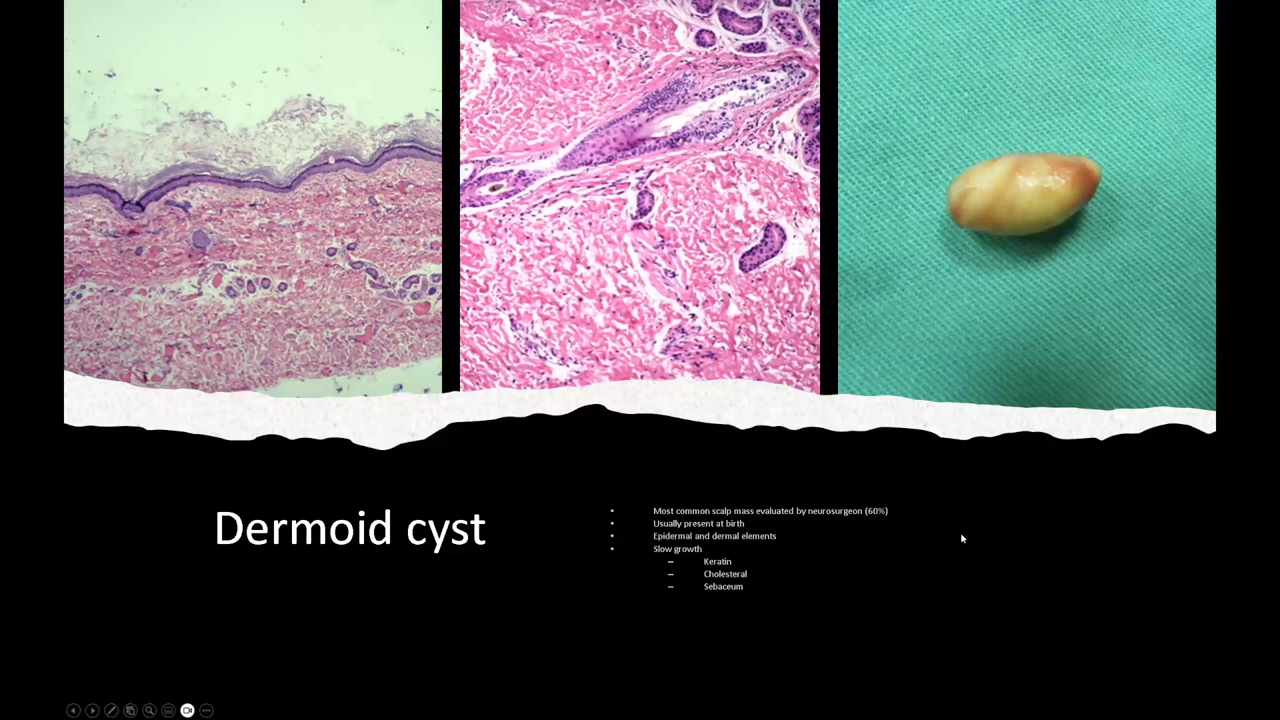 Dermoid cyst
• Most common scalp mass evaluated by neurosurgeon (60%)
• Usually present at birth
• Epidermal and dermal elements
• Slow growth
– Keratin
– Cholesteral
– Sebaceum